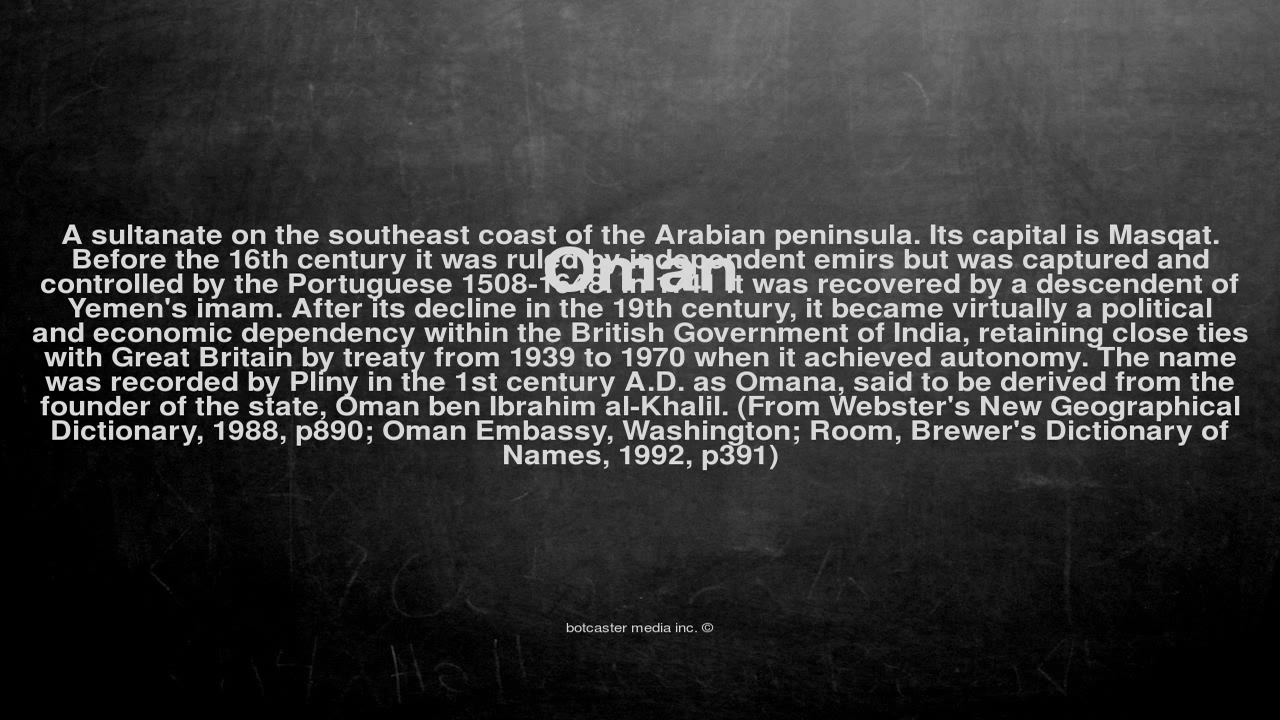 A sultanate on the southeast coast of the Arabian peninsula. Its capital is Masqat.
Oman
Before the 16th century it was ruled by independent emirs but was captured and
controlled by the Portuguese 1508- it was recovered by a descendent of
Yemen's imam. After its decline in the 19th century, it became virtually a political
and economic dependency within the British Government of India, retaining close ties
with Great Britain by treaty from 1939 to 1970 when it achieved autonomy. The name
was recorded by Pliny in the 1st century A.D. as Omana, said to be derived from the
founder of the state, Oman ben Ibrahim al-Khalil. (From Webster's New Geographical
Dictionary, 1988, p890; Oman Embassy, Washington; Room, Brewer's Dictionary of
Names, 1992, p391)
botcaster media inc. ©